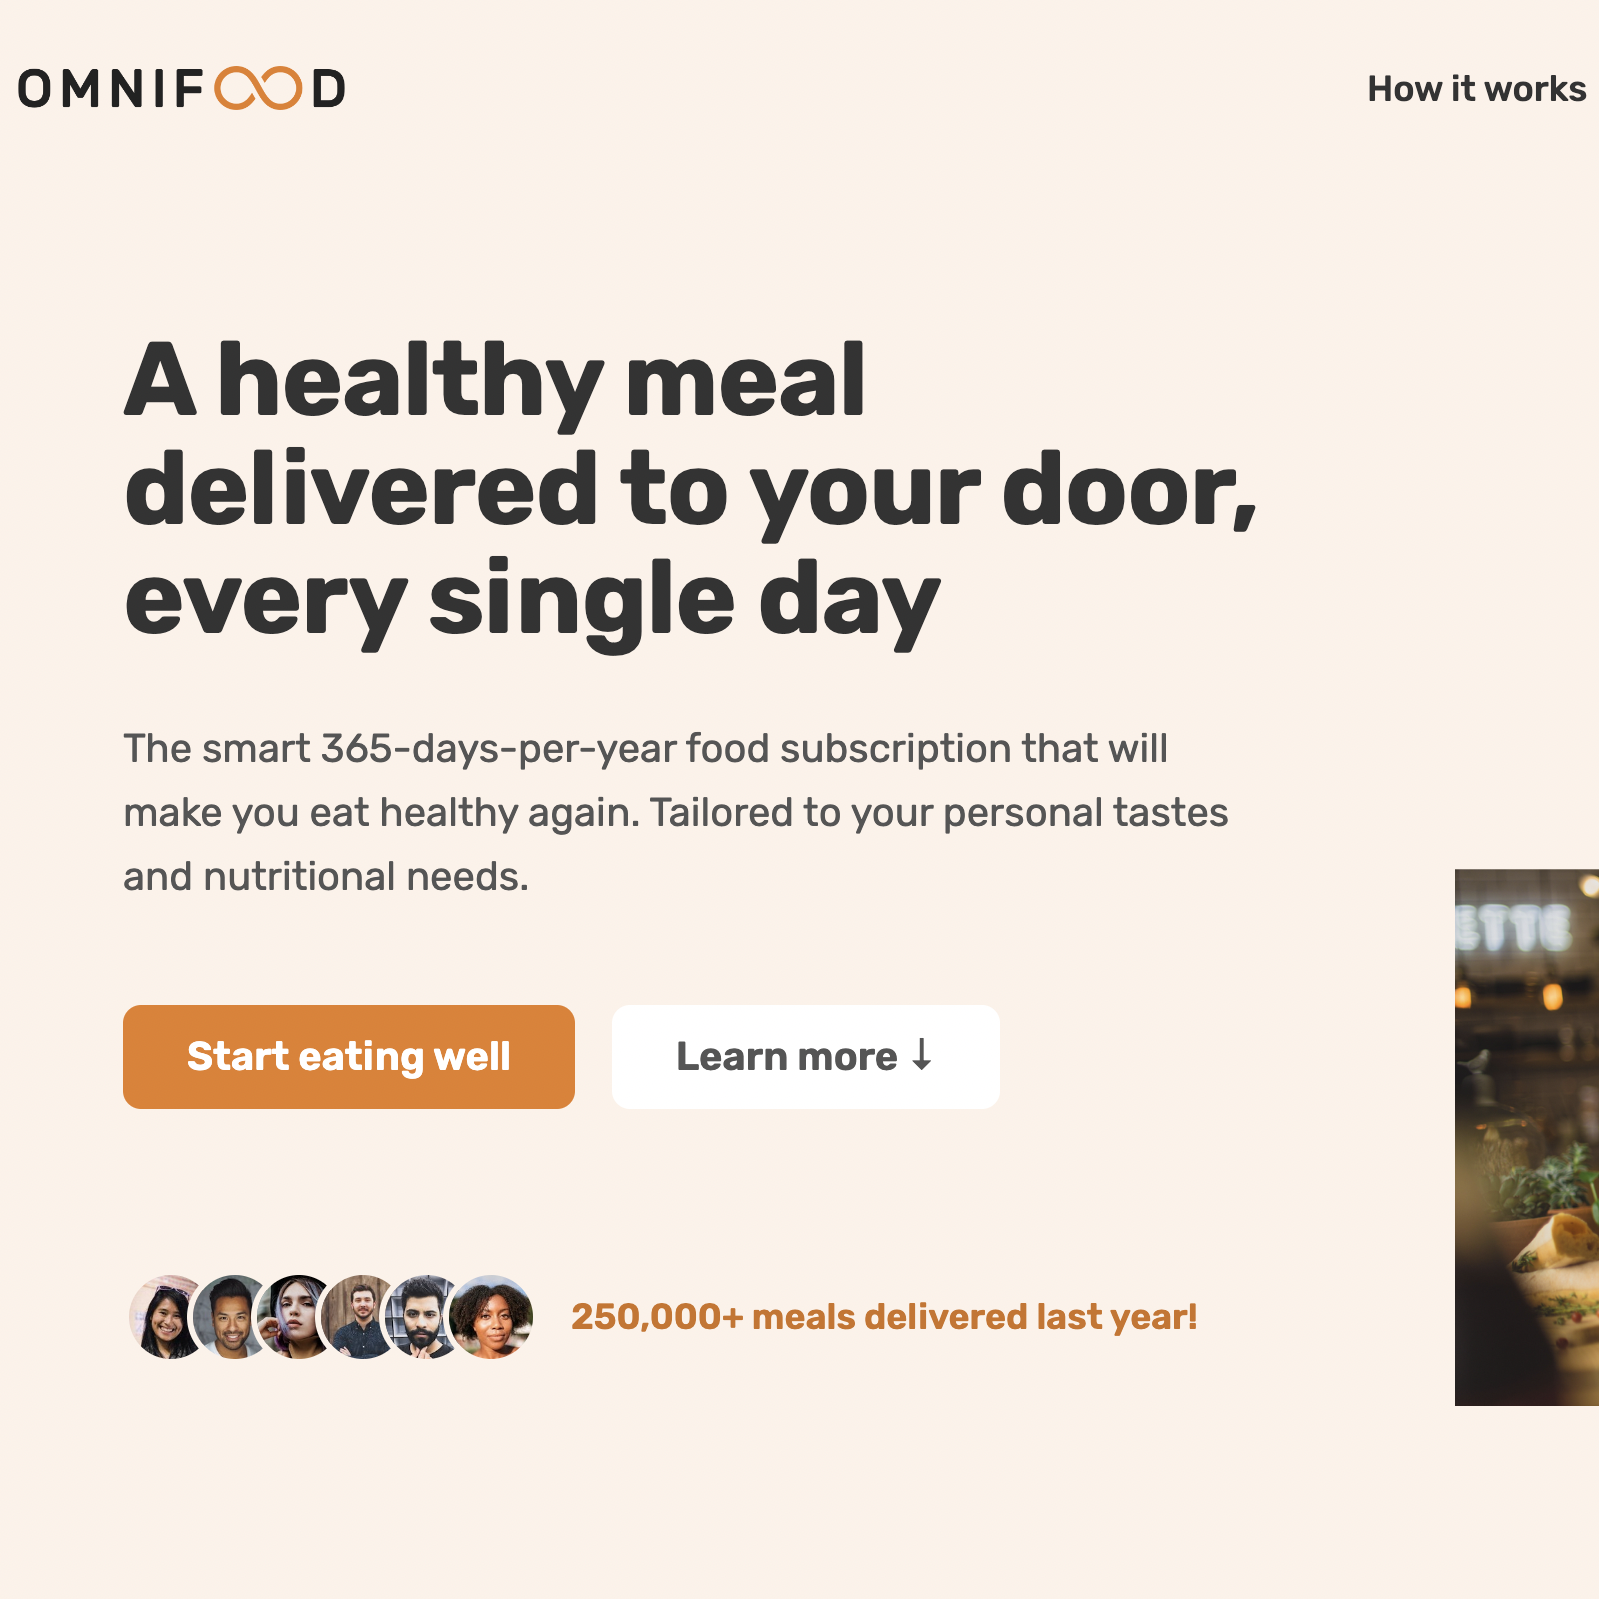 OMNIFOOD
How it works
A healthy meal
delivered to your door,
every single day
The smart 365-days-per-year food subscription that will
make you eat healthy again. Tailored to your personal tastes
and nutritional needs.
Start eating well
Learn more ↓
250,000+ meals delivered last year!
ETTE